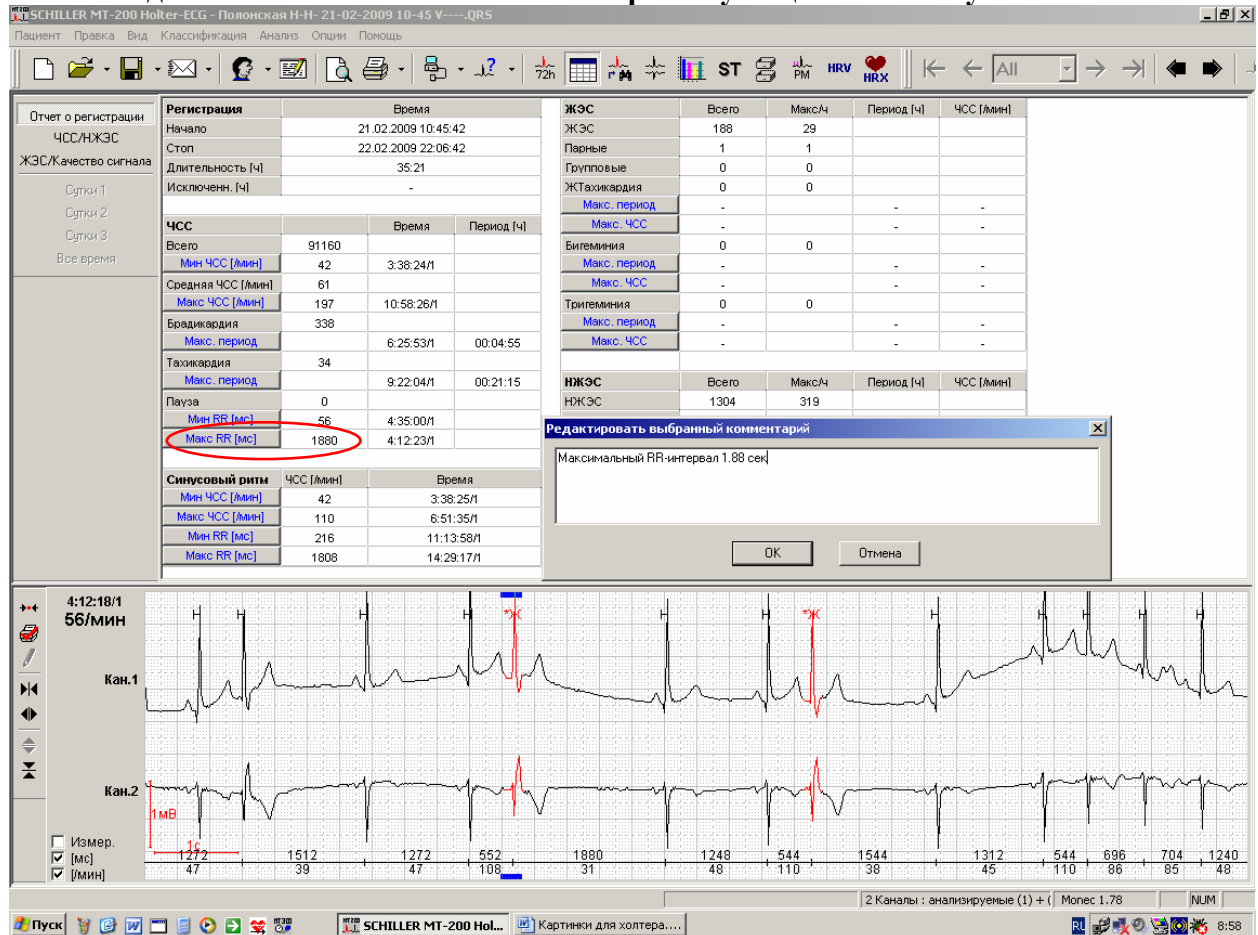 SCHILLER MT-200 Holter-ECG - Полонская Н-Н- 21-02-2009 10-45 V----.QRS
Пациент Правка Вид Классификация Анализ Опции Помощь
72h ST PM HRV HRX All
Отчет о регистрации
ЧСС/НЖЭС
ЖЭС/Качество сигнала
Сутки 1
Сутки 2
Сутки 3
Все время
Регистрация Время
Начало 21.02.2009 10:45:42
Стоп 22.02.2009 22:06:42
Длительность [ч] 35:21
Исключенн. [ч] -
ЧСС Время Период [ч]
Всего 91160
Мин ЧСС [/мин] 42 3:38:24/1
Средняя ЧСС [/мин] 61
Макс ЧСС [/мин] 197 10:58:26/1
Брадикардия 338
Макс. период 6:25:53/1 00:04:55
Тахикардия 34
Макс. период 9:22:04/1 00:21:15
Пауза 0
Мин RR [мс] 56 4:35:00/1
Макс RR [мс] 1880 4:12:23/1
Синусовый ритм ЧСС [/мин] Время
Мин ЧСС [/мин] 42 3:38:25/1
Макс ЧСС [/мин] 110 6:51:35/1
Мин RR [мс] 216 11:13:58/1
Макс RR [мс] 1808 14:29:17/1
ЖЭС Всего Макс/ч Период [ч] ЧСС [/мин]
ЖЭС 188 29
Парные 1 1
Групповые 0 0
ЖТахикардия 0 0
Макс. период - - -
Макс. ЧСС - - -
Бигеминия 0 0
Макс. период - - -
Макс. ЧСС - - -
Тригеминия 0 0
Макс. период - - -
Макс. ЧСС - - -
НЖЭС Всего Макс/ч Период [ч] ЧСС [/мин]
НЖЭС 1304 319
Редактировать выбранный комментарий
Максимальный RR-интервал 1.88 сек
OK Отмена
4:12:18/1
56/мин
Н Н Н Н *Ж Н Н *Ж Н Н Н Н Н
Кан.1
Кан.2
1мВ
1с
Измер.
[мс] 1272 1512 1272 552 1880 1248 544 1544 1312 544 696 704 1240
[/мин] 47 39 47 108 31 48 110 38 45 110 86 85 48
2 Каналы : анализируемые (1) + ( Мопес 1.78 NUM
Пуск SCHILLER MT-200 Hol... Картинки для холтера.... RU 8:58